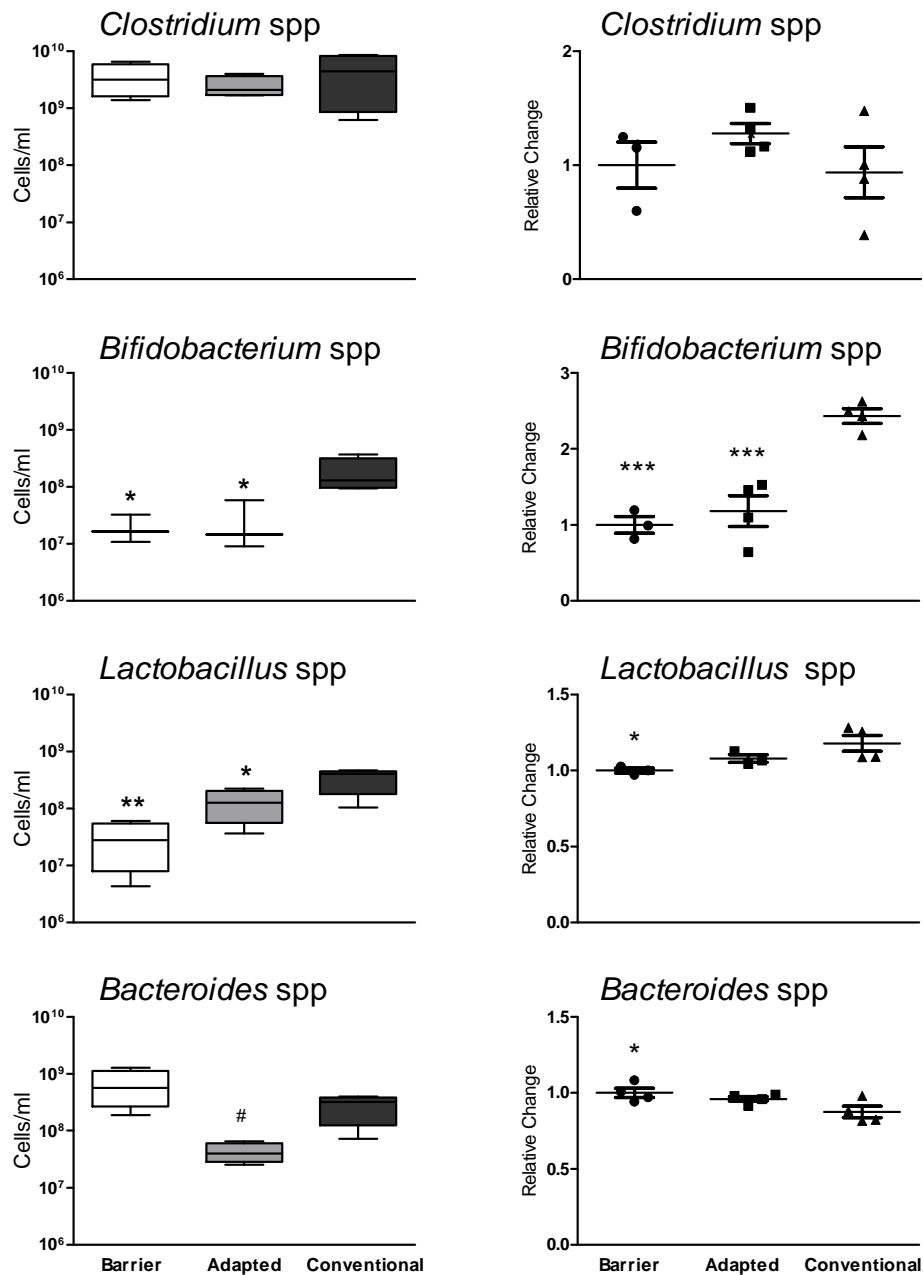 Clostridium spp
Cells/ml
10¹⁰
10⁹
10⁸
10⁷
10⁶
Clostridium spp
Relative Change
2
1
0
Bifidobacterium spp
Cells/ml
10¹⁰
10⁹
10⁸
10⁷
10⁶
*
*
Bifidobacterium spp
Relative Change
3
2
1
0
***
***
Lactobacillus spp
Cells/ml
10¹⁰
10⁹
10⁸
10⁷
10⁶
**
*
Lactobacillus spp
Relative Change
1.5
1.0
0.5
0.0
*
Bacteroides spp
Cells/ml
10¹⁰
10⁹
10⁸
10⁷
10⁶
#
Barrier Adapted Conventional
Bacteroides spp
Relative Change
1.5
1.0
0.5
0.0
*
Barrier Adapted Conventional